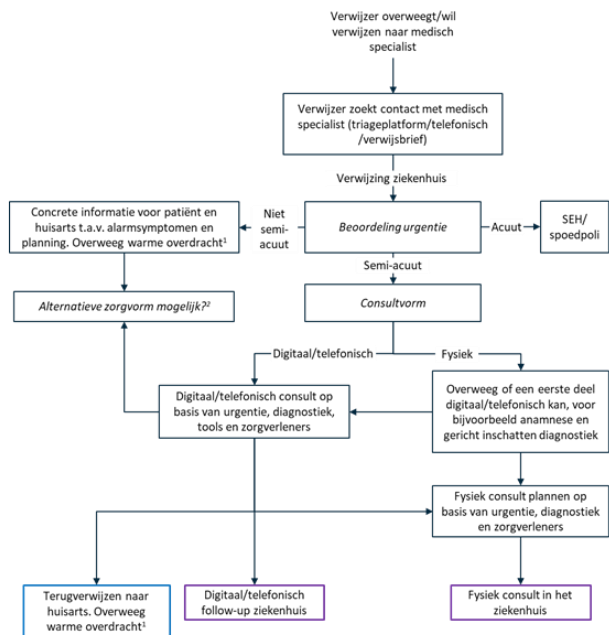 Verwijzer overweegt/wil
verwijzen naar medisch
specialist
Verwijzer zoekt contact met medisch
specialist (triageplatform/telefonisch
/verwijsbrief)
Verwijzing ziekenhuis
Concrete informatie voor patiënt en
huisarts t.a.v. alarmsymptomen en
planning. Overweeg warme overdracht¹
Niet
semi-
acuut
Beoordeling urgentie
Acuut
SEH/
spoedpoli
Semi-acuut
Alternatieve zorgvorm mogelijk?²
Consultvorm
Digitaal/telefonisch
Fysiek
Digitaal/telefonisch consult op
basis van urgentie, diagnostiek,
tools en zorgverleners
Overweeg of een eerste deel
digitaal/telefonisch kan, voor
bijvoorbeeld anamnese en
gericht inschatten diagnostiek
Fysiek consult plannen op
basis van urgentie, diagnostiek
en zorgverleners
Terugverwijzen naar
huisarts. Overweeg
warme overdracht¹
Digitaal/telefonisch
follow-up ziekenhuis
Fysiek consult in het
ziekenhuis